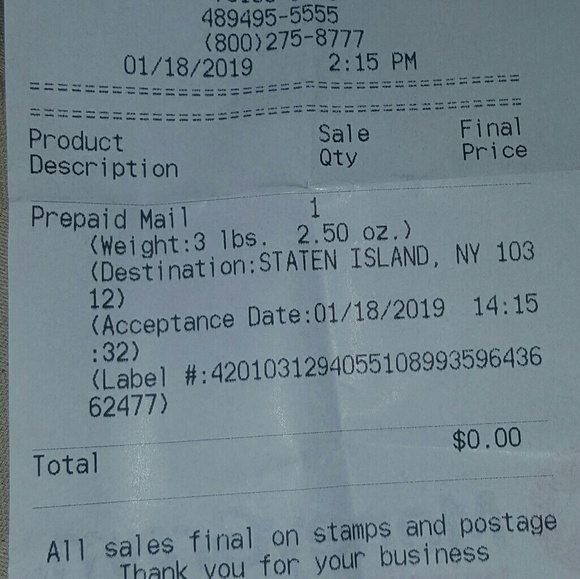 489495-5555
(800)275-8777
01/18/2019 2:15 PM
========================================
========================================
Product Sale Final
Description Qty Price
Prepaid Mail 1
(Weight:3 lbs. 2.50 oz.)
(Destination:STATEN ISLAND, NY 103
12)
(Acceptance Date:01/18/2019 14:15
:32)
(Label #:42010312940551089935964​36
62477)
$0.00
Total
All sales final on stamps and postage
Thank you for your business